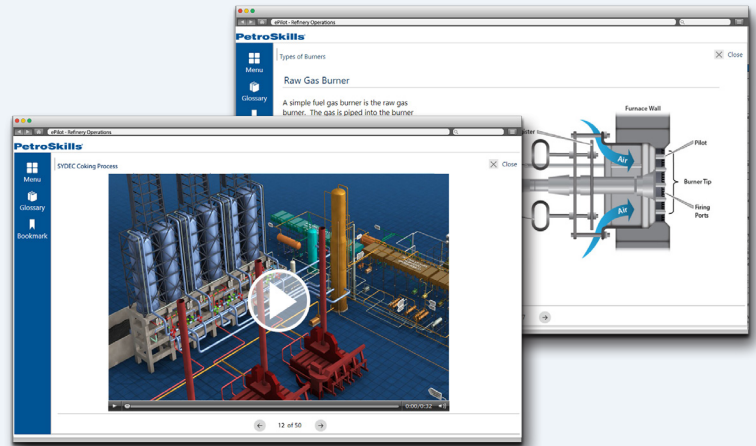 ePilot - Refinery Operations
PetroSkills
Menu
Glossary
Types of Burners
Close
Raw Gas Burner
A simple fuel gas burner is the raw gas
burner. The gas is piped into the burner
Furnace Wall
Air
Pilot
Burner Tip
Air
Firing
Ports
ePilot - Refinery Operations
PetroSkills
Menu
Glossary
Bookmark
SYDEC Coking Process
Close
0:00/0:32
12 of 50